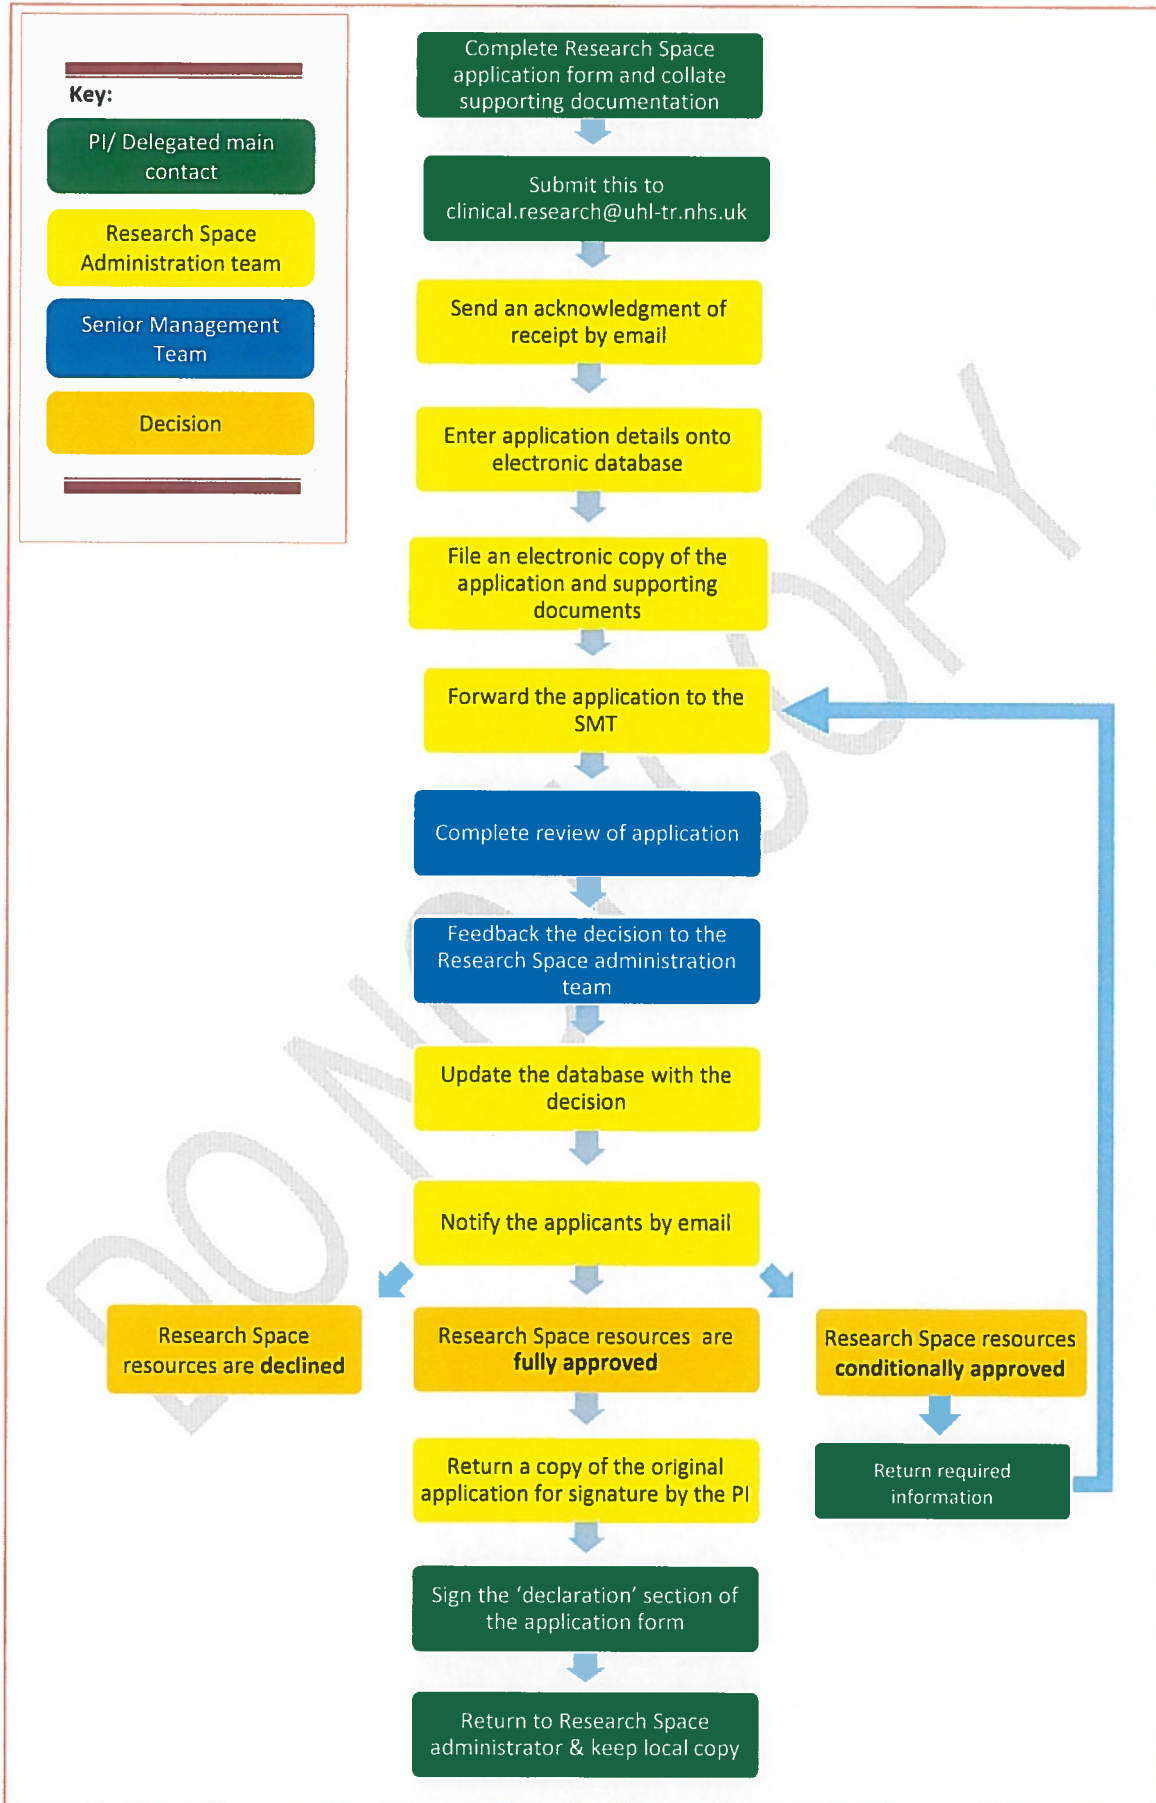 Key:
PI/ Delegated main
contact
Research Space
Administration team
Senior Management
Team
Decision
Complete Research Space
application form and collate
supporting documentation
Submit this to
clinical.research@uhl-tr.nhs.uk
Send an acknowledgment of
receipt by email
Enter application details onto
electronic database
File an electronic copy of the
application and supporting
documents
Forward the application to the
SMT
Complete review of application
Feedback the decision to the
Research Space administration
team
Update the database with the
decision
Notify the applicants by email
Research Space
resources are declined
Research Space resources are
fully approved
Research Space resources
conditionally approved
Return a copy of the original
application for signature by the PI
Return required
information
Sign the ‘declaration’ section of
the application form
Return to Research Space
administrator & keep local copy
DO NOT COPY